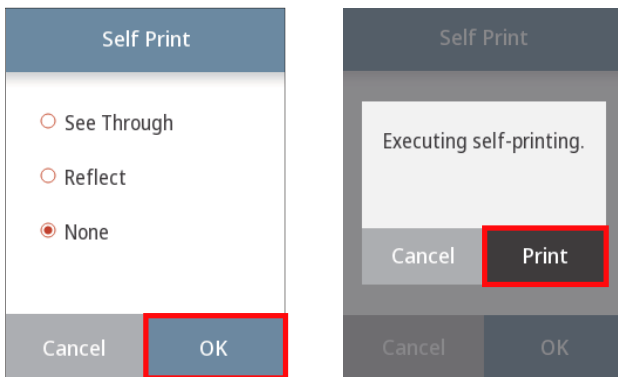 Self Print
See Through
Reflect
None
Cancel
OK
Self Print
Executing self-printing.
Cancel
Print
Cancel
OK